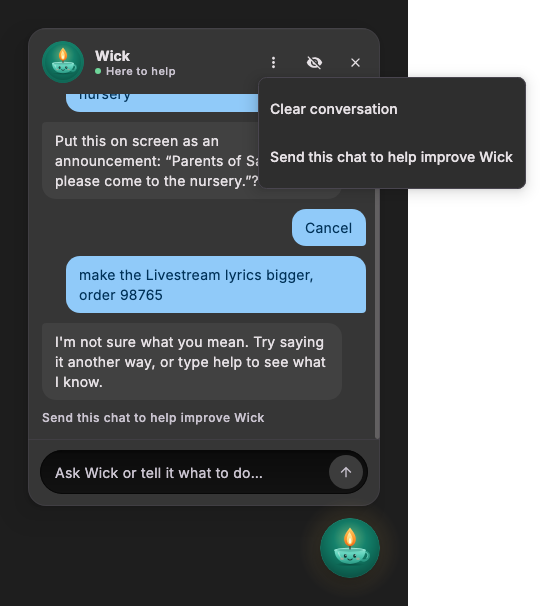 Wick
Here to help
Clear conversation
Send this chat to help improve Wick
nursery
Put this on screen as an
announcement: “Parents of
please come to the nursery.”?
Cancel
make the Livestream lyrics bigger,
order 98765
I'm not sure what you mean. Try saying
it another way, or type help to see what
I know.
Send this chat to help improve Wick
Ask Wick or tell it what to do...